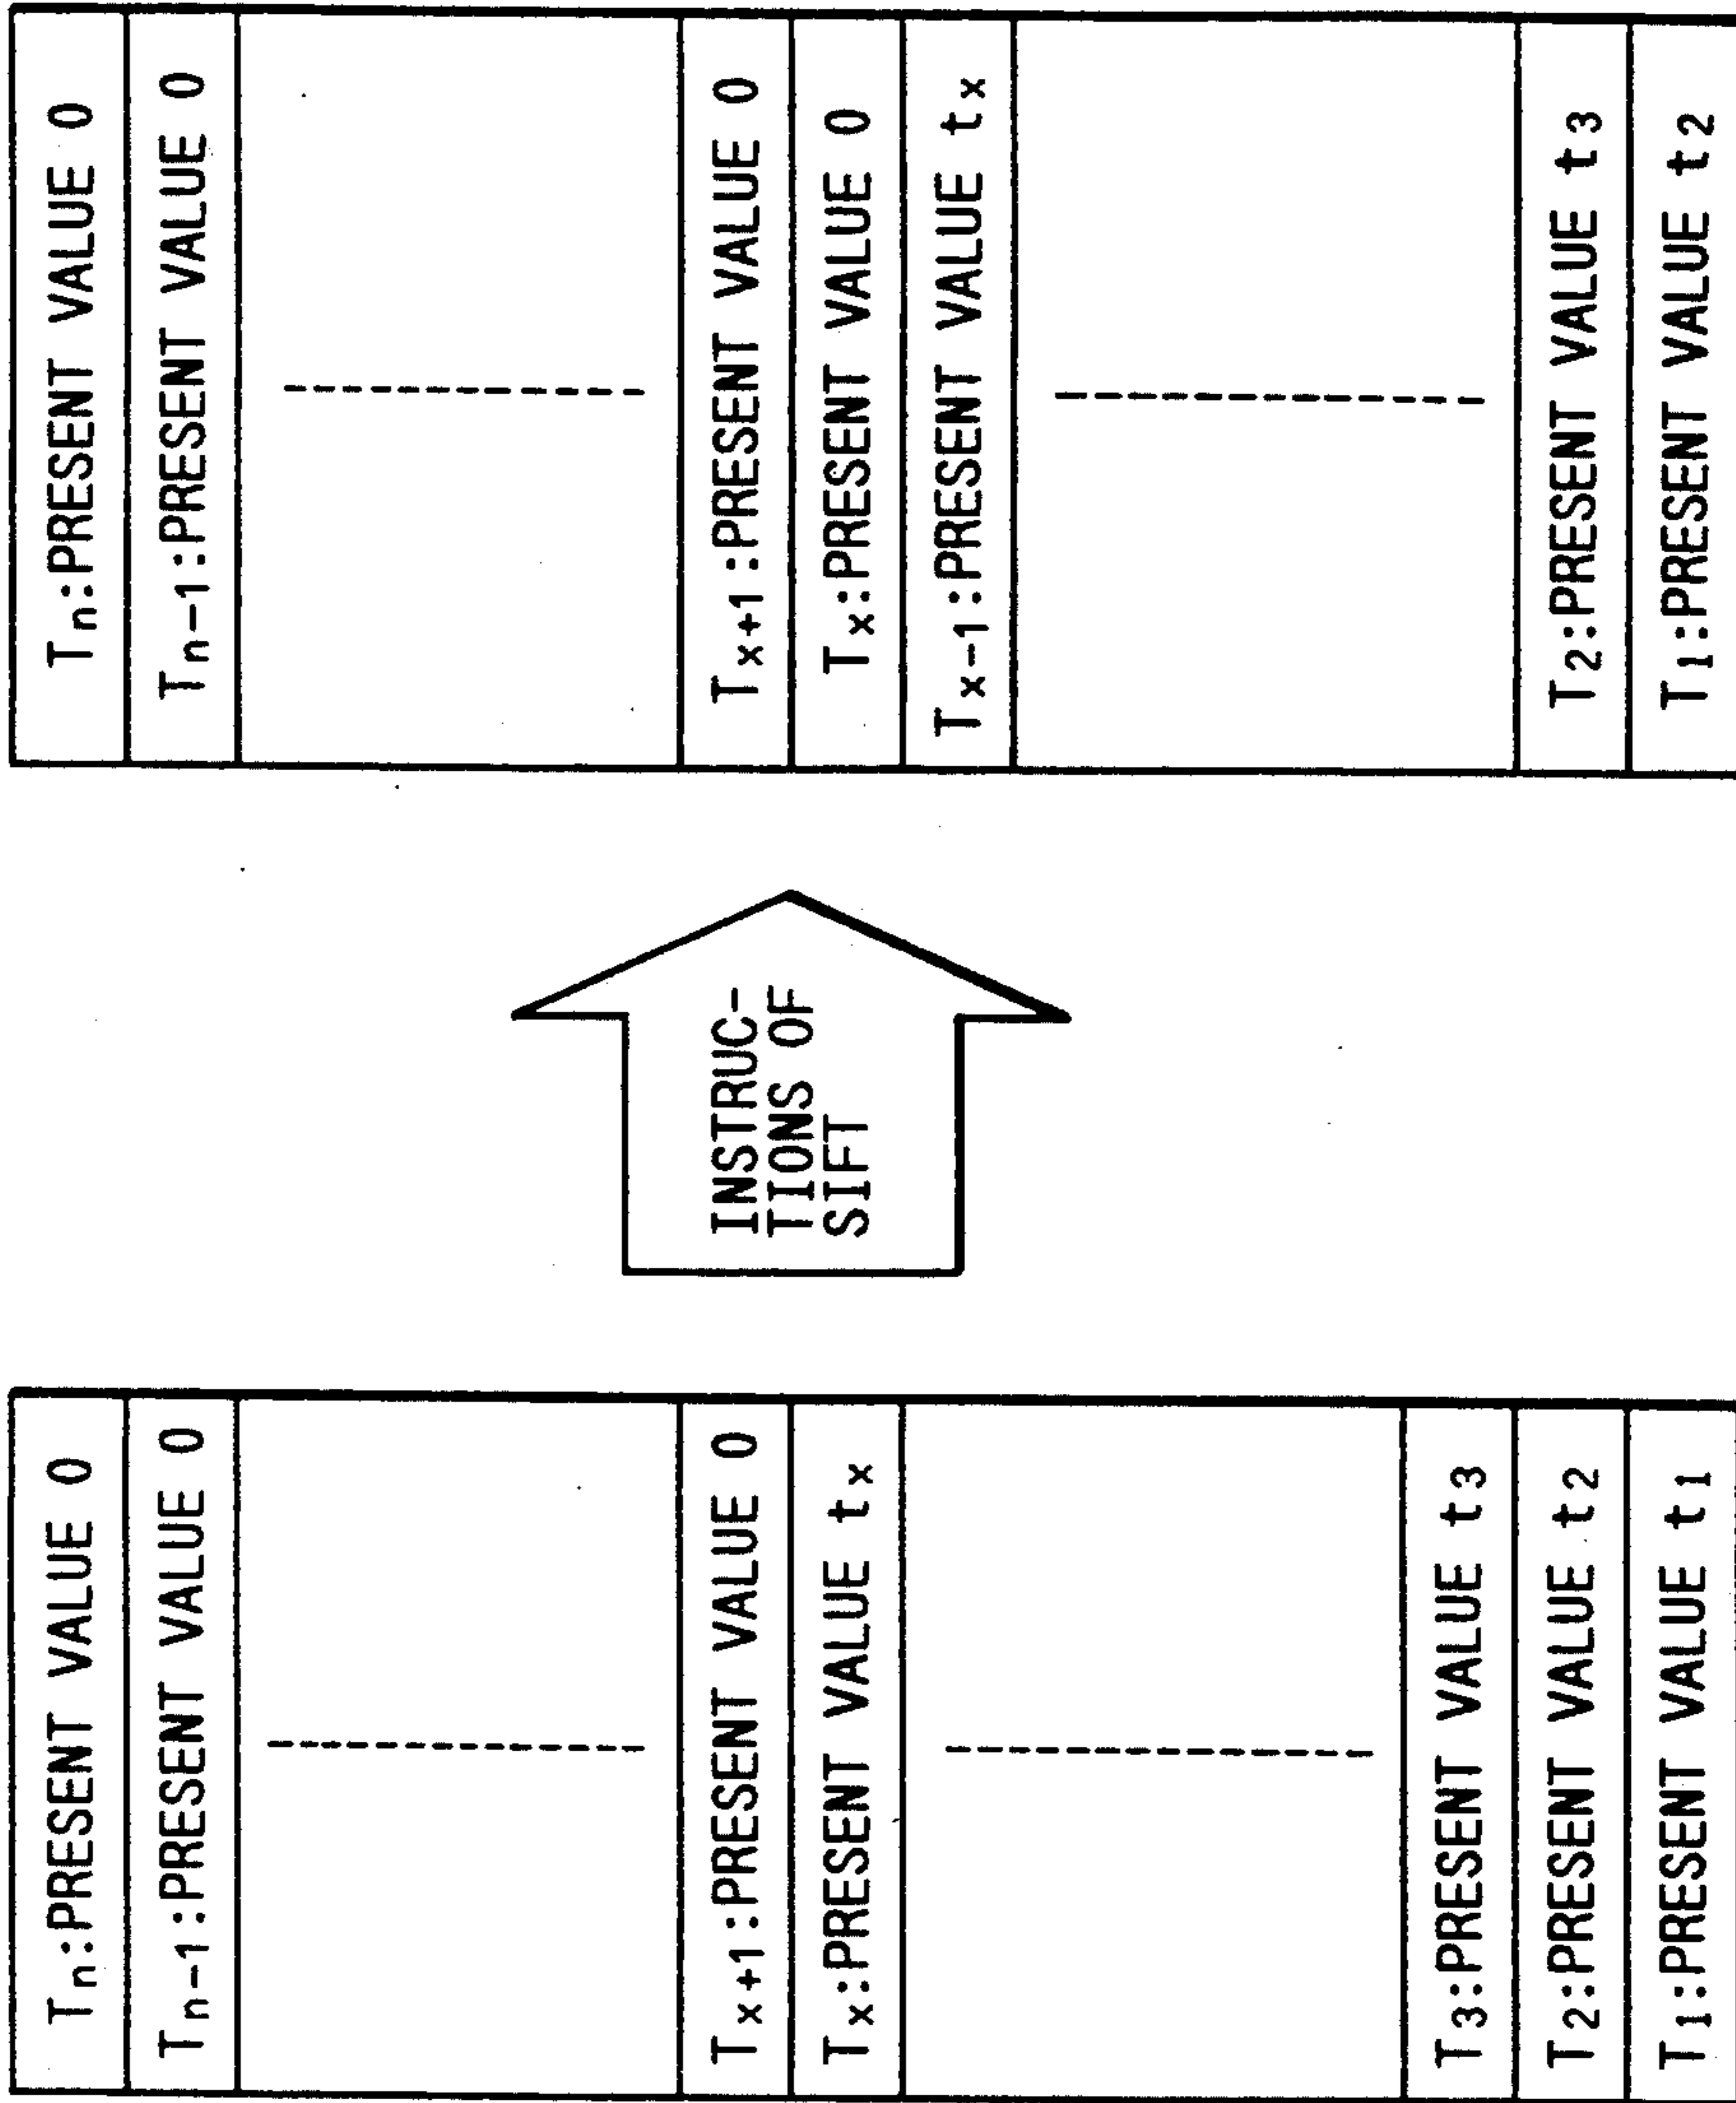 Tn:PRESENT VALUE 0
Tn-1:PRESENT VALUE 0
Tx+1:PRESENT VALUE 0
Tx:PRESENT VALUE tx
T3:PRESENT VALUE t3
T2:PRESENT VALUE t2
T1:PRESENT VALUE t1
INSTRUC-
TIONS OF
SIFT
Tn:PRESENT VALUE 0
Tn-1:PRESENT VALUE 0
Tx+1:PRESENT VALUE 0
Tx:PRESENT VALUE 0
Tx-1:PRESENT VALUE tx
T2:PRESENT VALUE t3
T1:PRESENT VALUE t2